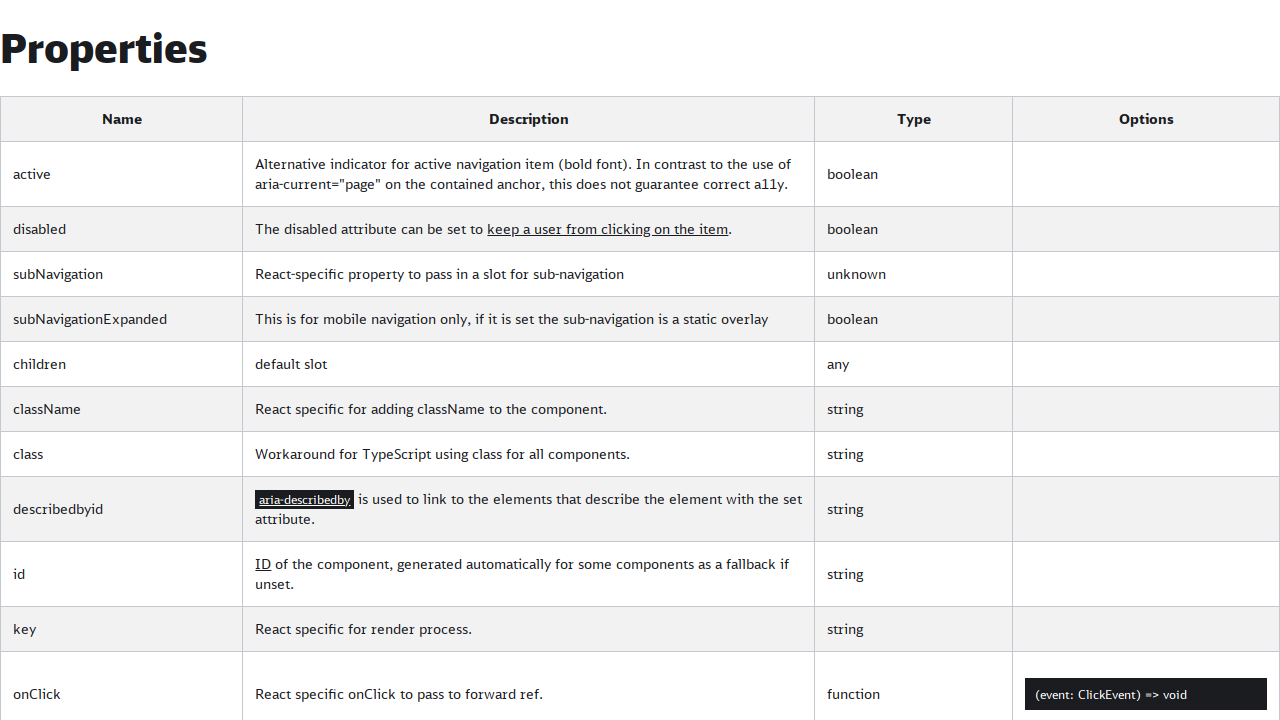 Properties
Name Description Type Options
active Alternative indicator for active navigation item (bold font). In contrast to the use of aria-current="page" on the contained anchor, this does not guarantee correct a11y. boolean
disabled The disabled attribute can be set to keep a user from clicking on the item. boolean
subNavigation React-specific property to pass in a slot for sub-navigation unknown
subNavigationExpanded This is for mobile navigation only, if it is set the sub-navigation is a static overlay boolean
children default slot any
className React specific for adding className to the component. string
class Workaround for TypeScript using class for all components. string
describedbyid aria-describedby is used to link to the elements that describe the element with the set attribute. string
id ID of the component, generated automatically for some components as a fallback if unset. string
key React specific for render process. string
onClick React specific onClick to pass to forward ref. function (event: ClickEvent) => void